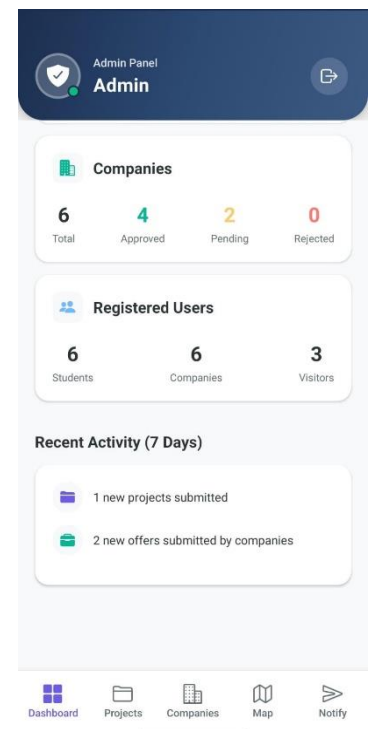 Admin Panel
Admin
Companies
6 4 2 0
Total Approved Pending Rejected
Registered Users
6 6 3
Students Companies Visitors
Recent Activity (7 Days)
1 new projects submitted
2 new offers submitted by companies
Dashboard Projects Companies Map Notify